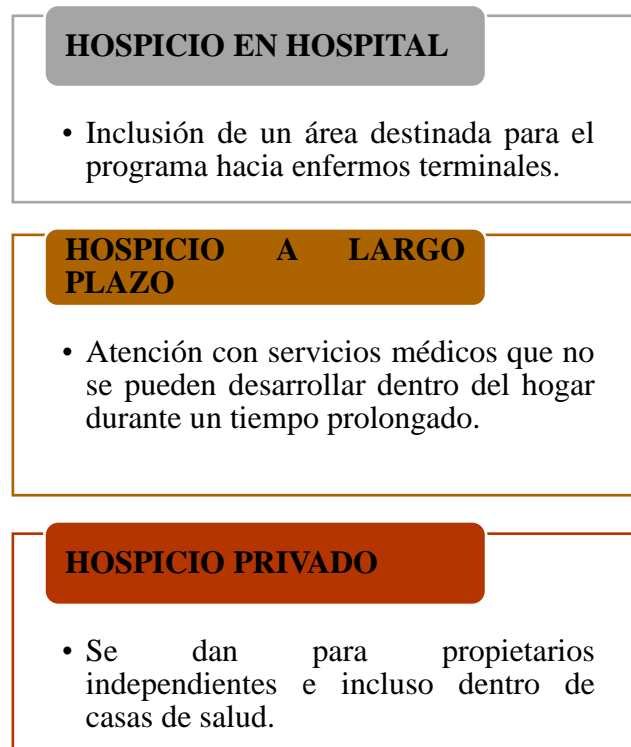 HOSPICIO EN HOSPITAL
• Inclusión de un área destinada para el
programa hacia enfermos terminales.
HOSPICIO A LARGO
PLAZO
• Atención con servicios médicos que no
se pueden desarrollar dentro del hogar
durante un tiempo prolongado.
HOSPICIO PRIVADO
• Se dan para propietarios
independientes e incluso dentro de
casas de salud.